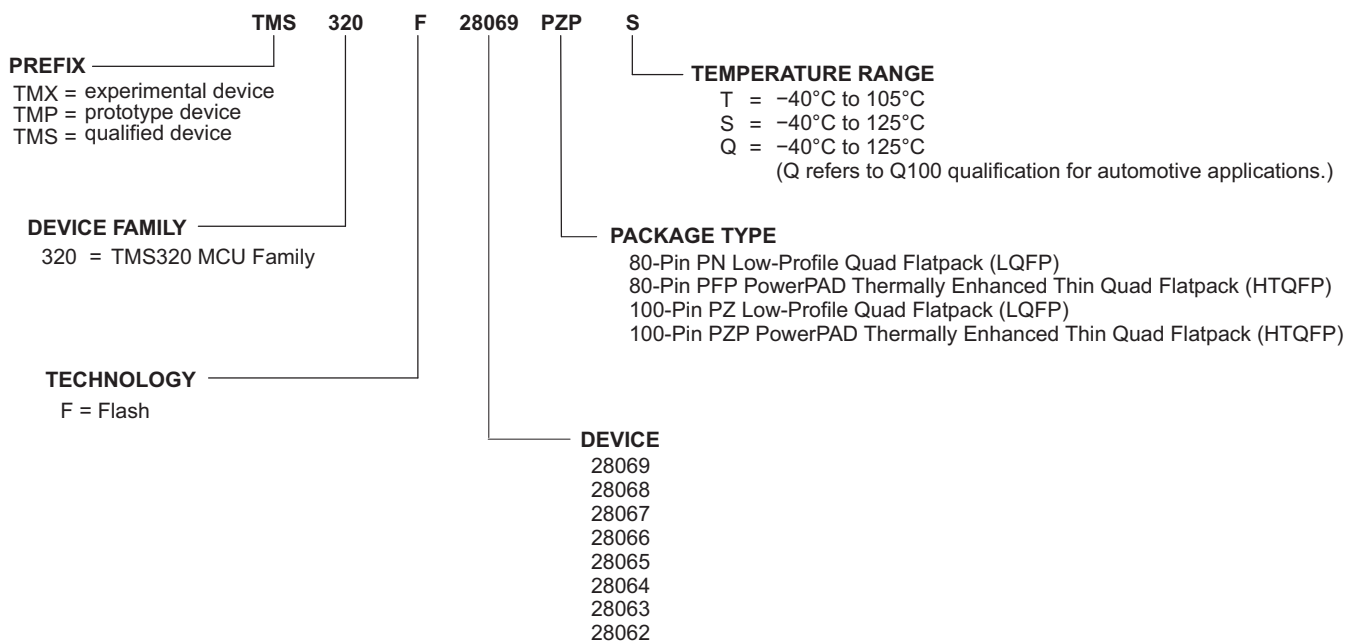 TMS 320 F 28069 PZP S
PREFIX
TMX = experimental device
TMP = prototype device
TMS = qualified device
TEMPERATURE RANGE
T = −40°C to 105°C
S = −40°C to 125°C
Q = −40°C to 125°C
(Q refers to Q100 qualification for automotive applications.)
DEVICE FAMILY
320 = TMS320 MCU Family
PACKAGE TYPE
80-Pin PN Low-Profile Quad Flatpack (LQFP)
80-Pin PFP PowerPAD Thermally Enhanced Thin Quad Flatpack (HTQFP)
100-Pin PZ Low-Profile Quad Flatpack (LQFP)
100-Pin PZP PowerPAD Thermally Enhanced Thin Quad Flatpack (HTQFP)
TECHNOLOGY
F = Flash
DEVICE
28069
28068
28067
28066
28065
28064
28063
28062